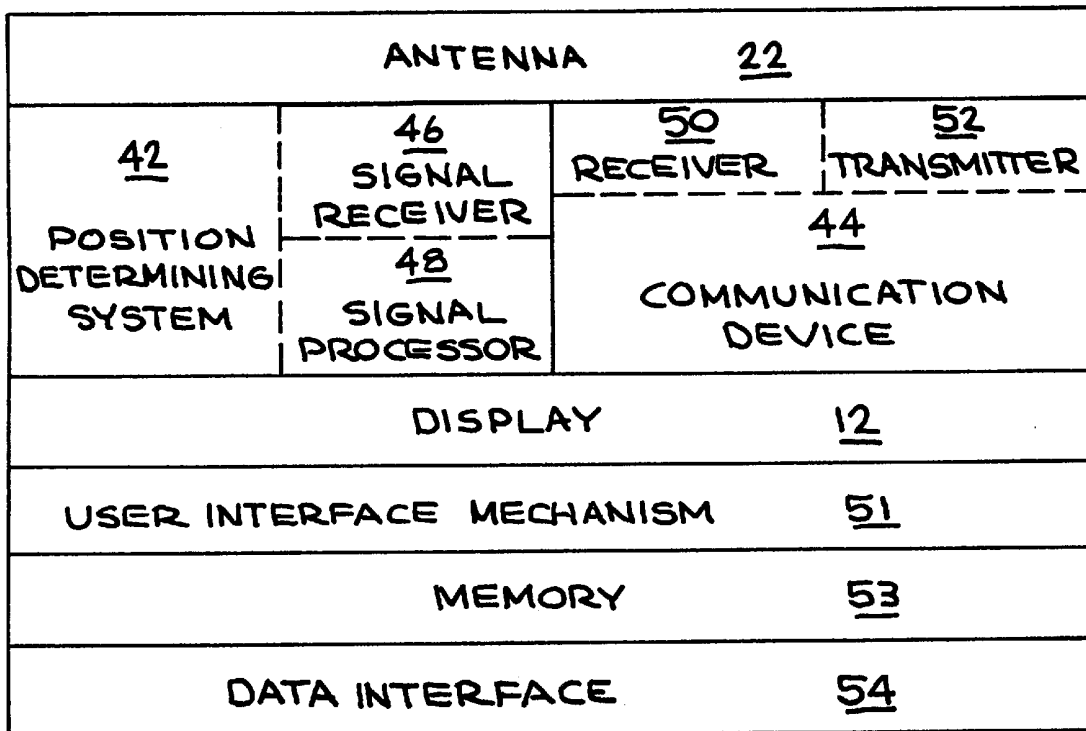 ANTENNA 22
42
POSITION
DETERMINING
SYSTEM
46
SIGNAL
RECEIVER
48
SIGNAL
PROCESSOR
50
RECEIVER
52
TRANSMITTER
44
COMMUNICATION
DEVICE
DISPLAY 12
USER INTERFACE MECHANISM 51
MEMORY 53
DATA INTERFACE 54